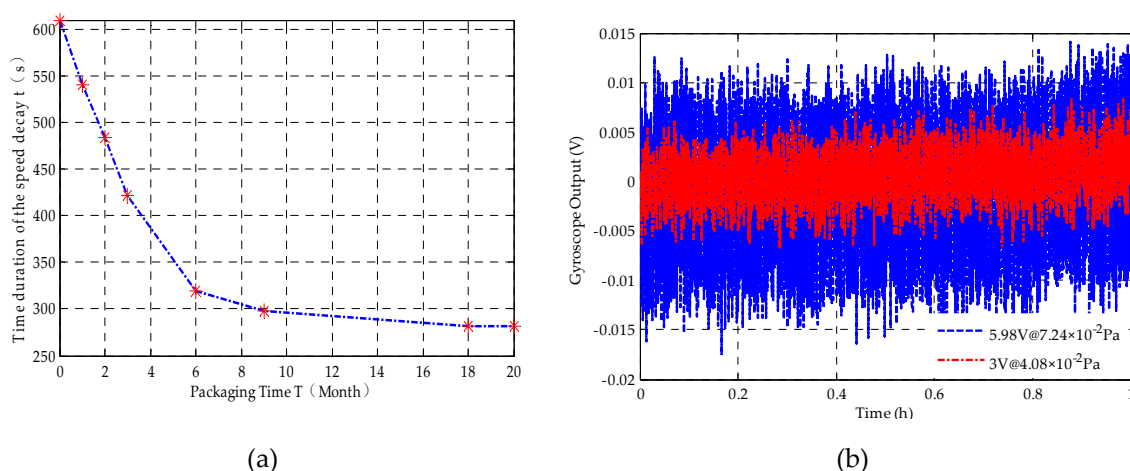 600
550
500
450
400
350
300
250
0 2 4 6 8 10 12 14 16 18 20
Time duration of the speed decay t（s）
Packaging Time T（Month）
(a)
0.015
0.01
0.005
0
-0.005
-0.01
-0.015
-0.02
0 0.2 0.4 0.6 0.8 1
Gyroscope Output (V)
Time (h)
5.98V@7.24×10⁻²Pa
3V@4.08×10⁻²Pa
(b)